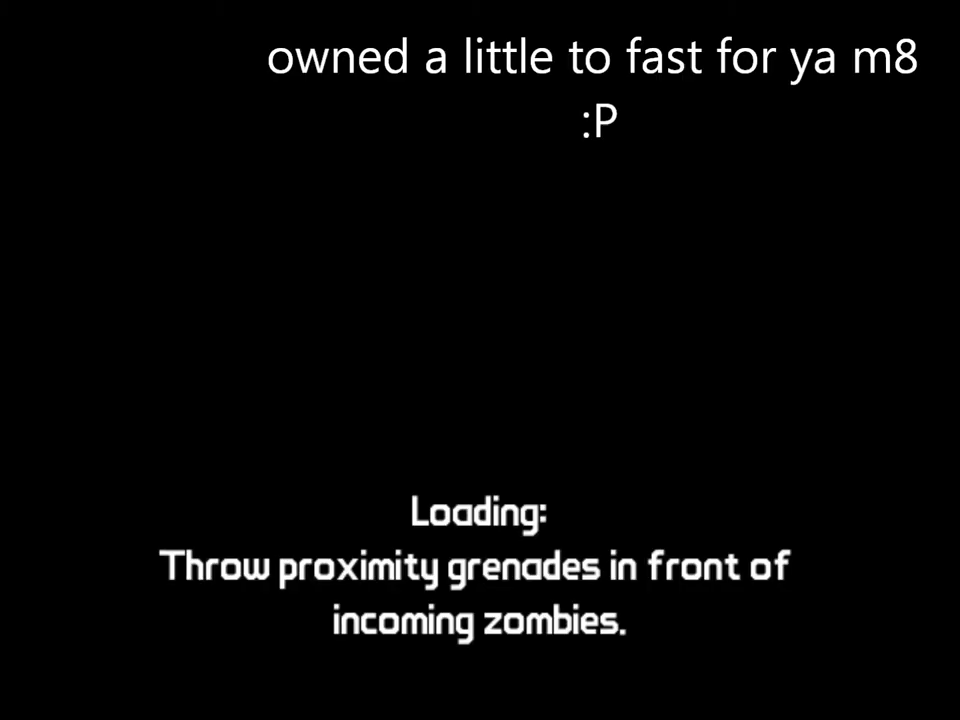 owned a little to fast for ya m8
:P
Loading:
Throw proximity grenades in front of
incoming zombies.